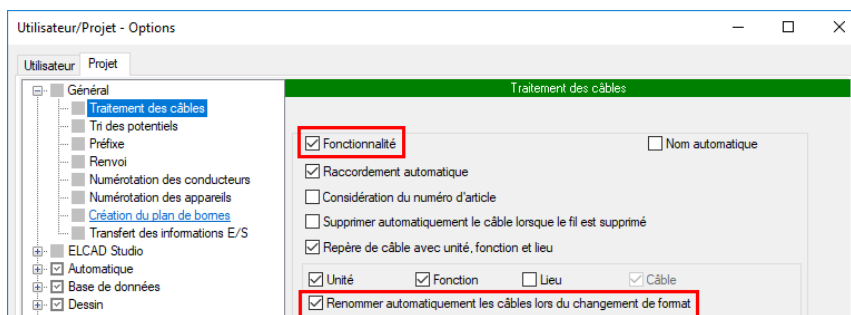 Utilisateur/Projet - Options
Utilisateur Projet
Général
Traitement des câbles
Tri des potentiels
Préfixe
Renvoi
Numérotation des conducteurs
Numérotation des appareils
Création du plan de bornes
Transfert des informations E/S
ELCAD Studio
Automatique
Base de données
Dessin
Traitement des câbles
Fonctionnalité Nom automatique
Raccordement automatique
Considération du numéro d'article
Supprimer automatiquement le câble lorsque le fil est supprimé
Repère de câble avec unité, fonction et lieu
Unité Fonction Lieu Câble
Renommer automatiquement les câbles lors du changement de format